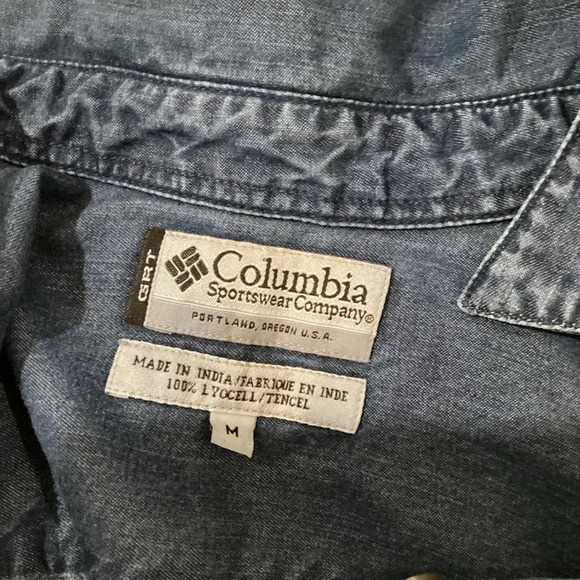 GRT
Columbia
Sportswear Company®
PORTLAND, OREGON U.S.A.
MADE IN INDIA/FABRIQUE EN INDE
100% LYOCELL/TENCEL
M